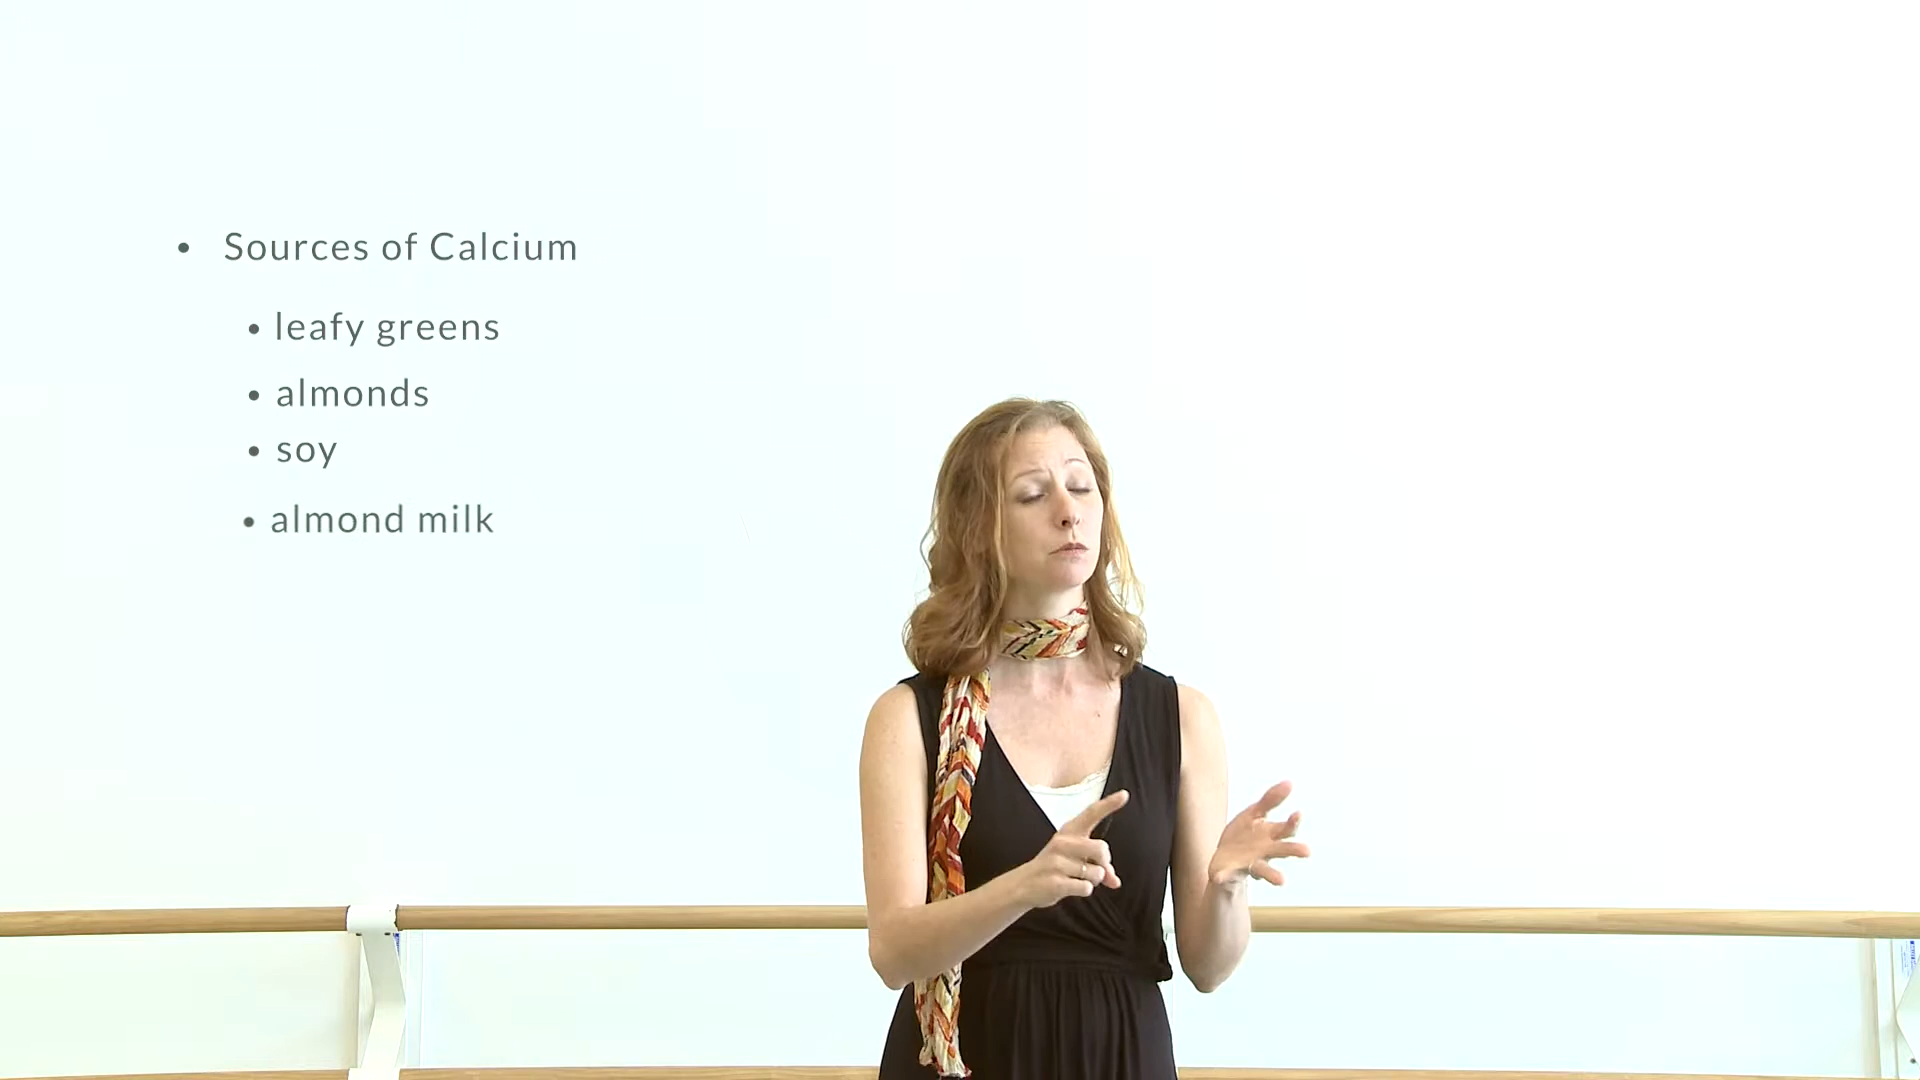 • Sources of Calcium
• leafy greens
• almonds
• soy
• almond milk